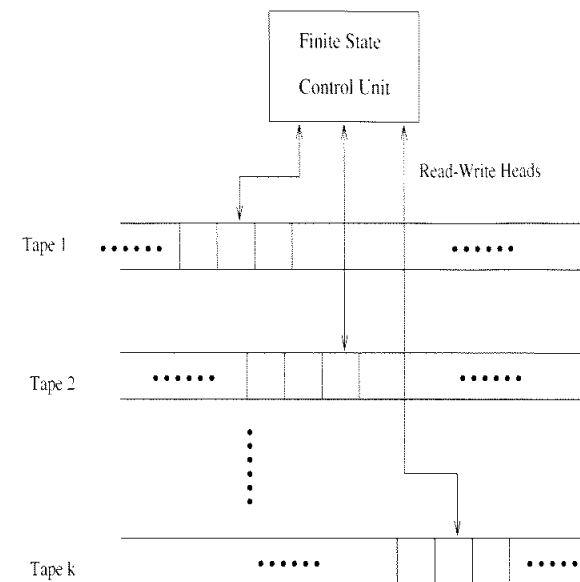 Finite State
Control Unit
Read-Write Heads
Tape 1
Tape 2
Tape k